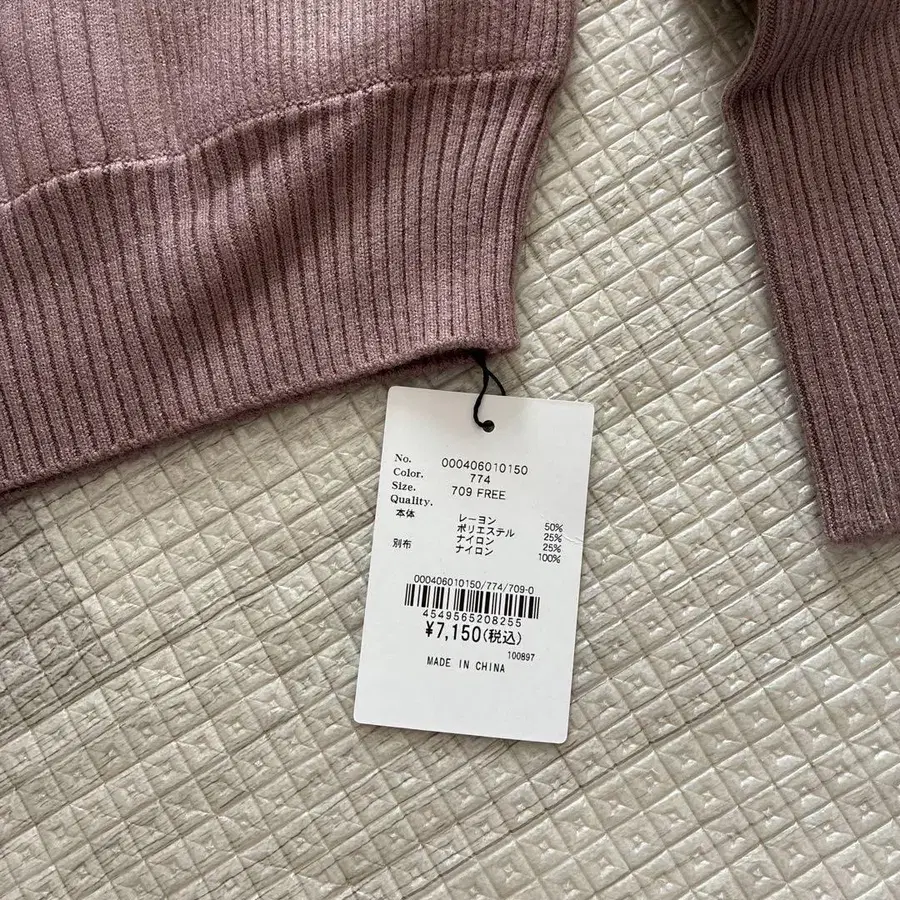 No. 000406010150
Color. 774
Size. 709 FREE
Quality.
本体 レーヨン 50%
ポリエステル 25%
ナイロン 25%
別布 ナイロン 100%
000406010150/774/709-0
4549565208255
¥7,150(税込)
100897
MADE IN CHINA